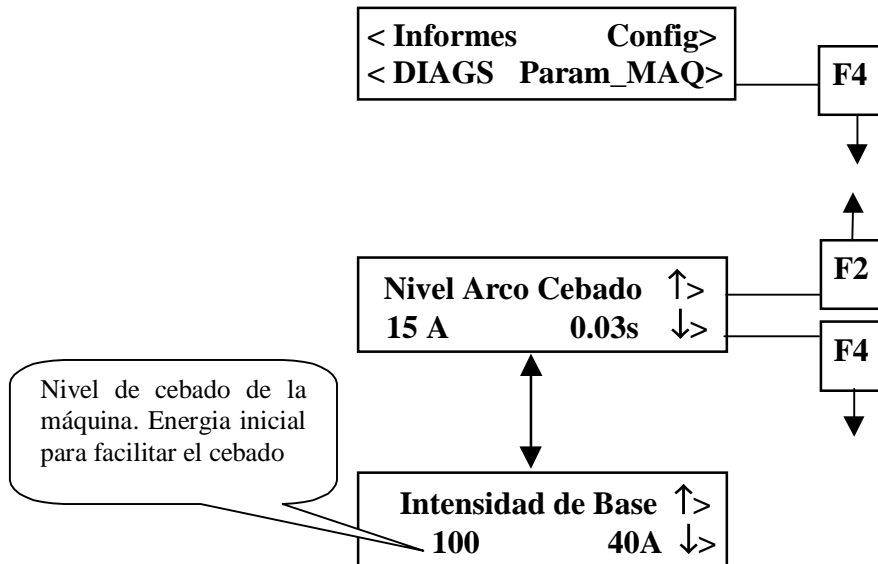 < Informes Config>
< DIAGS Param_MAQ>
F4
F2
Nivel Arco Cebado ↑>
15 A 0.03s ↓>
F4
Nivel de cebado de la
máquina. Energia inicial
para facilitar el cebado
Intensidad de Base ↑>
100 40A ↓>